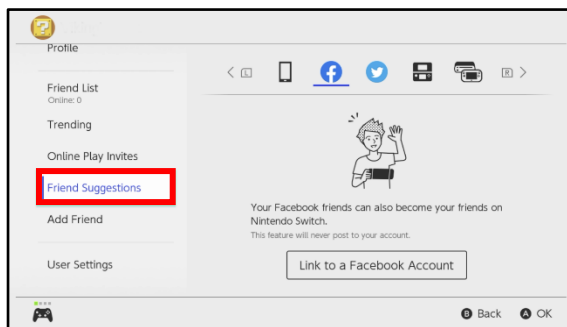 Profile
Friend List
Online: 0
Trending
Online Play Invites
Friend Suggestions
Add Friend
User Settings
L
R
Your Facebook friends can also become your friends on
Nintendo Switch.
This feature will never post to your account.
Link to a Facebook Account
B Back
A OK